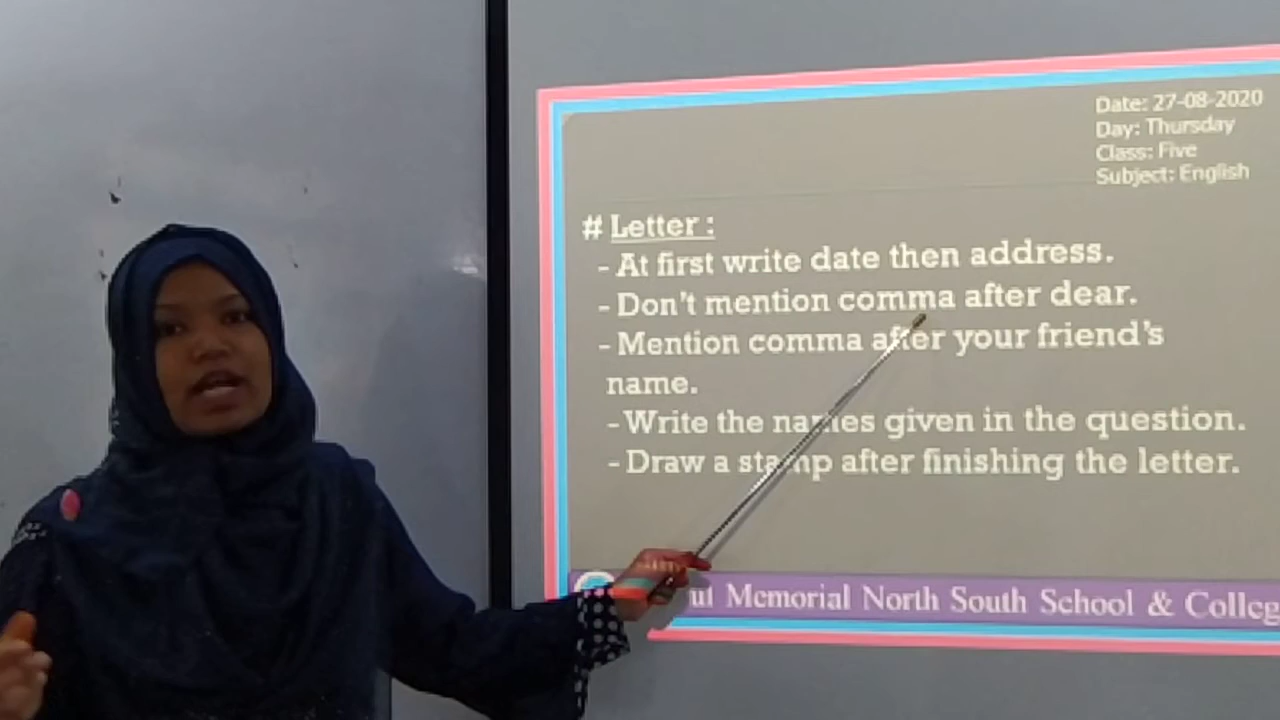 Date: 27-08-2020
Day: Thursday
Class: Five
Subject: English
# Letter :
- At first write date then address.
- Don't mention comma after dear.
- Mention comma after your friend's
name.
- Write the names given in the question.
- Draw a stamp after finishing the letter.
Memorial North South School &